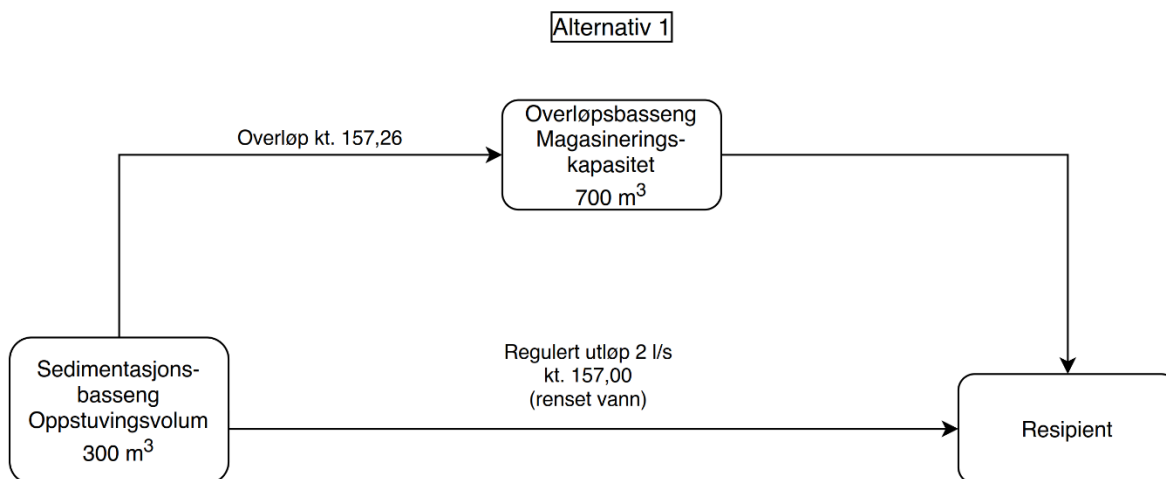 Alternativ 1
Overløp kt. 157,26
Overløpsbasseng
Magasinerings-
kapasitet
700 m³
Sedimentasjons-
basseng
Oppstuvingsvolum
300 m³
Regulert utløp 2 l/s
kt. 157,00
(renset vann)
Resipient